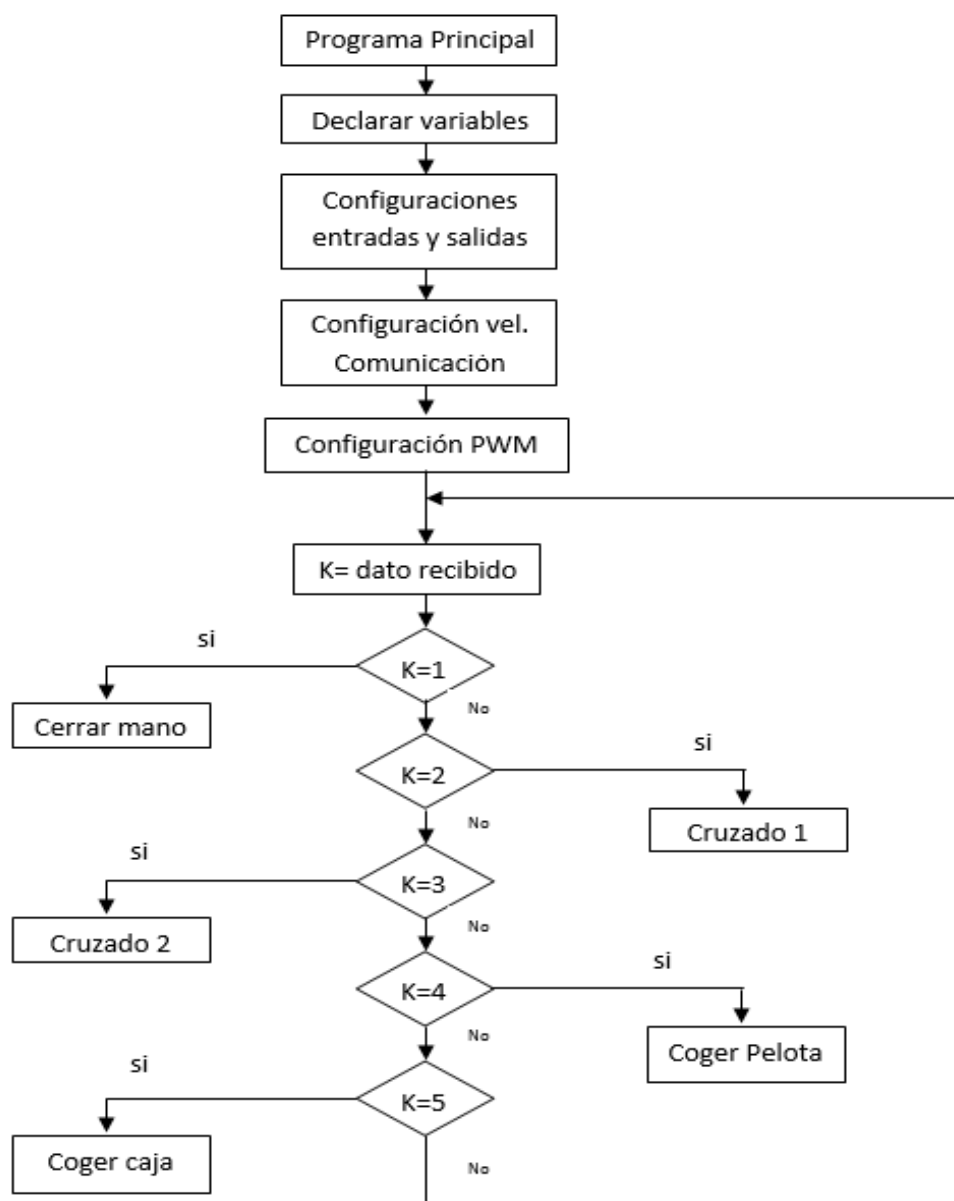 Programa Principal
Declarar variables
Configuraciones
entradas y salidas
Configuración vel.
Comunicación
Configuración PWM
K= dato recibido
si
K=1
No
Cerrar mano
si
K=2
No
Cruzado 1
si
K=3
No
Cruzado 2
si
K=4
No
Coger Pelota
si
K=5
No
Coger caja